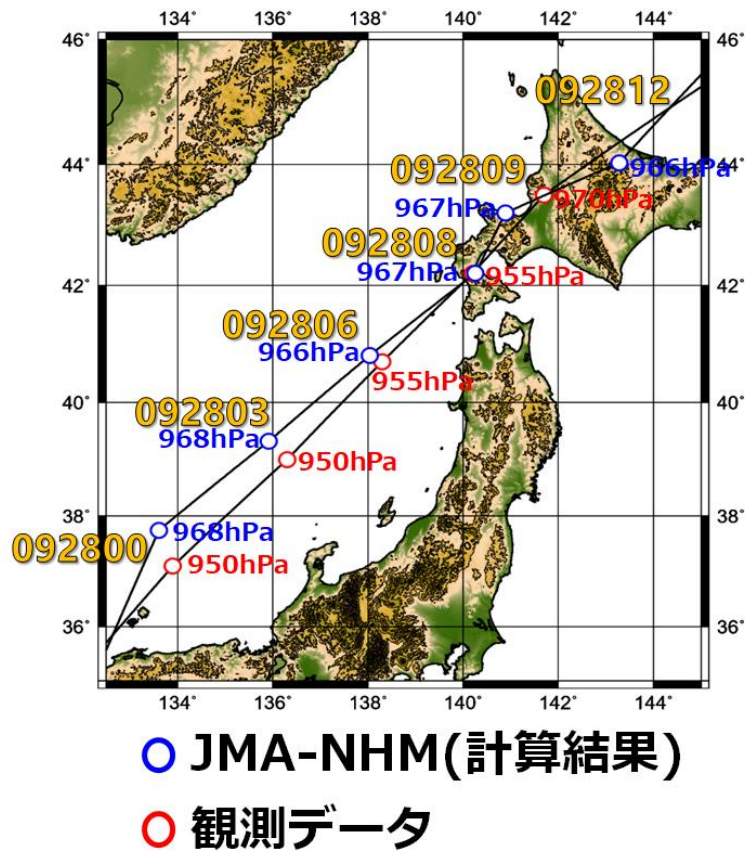 134° 136° 138° 140° 142° 144°
46° 46°
092812
44° 092809 966hPa 44°
967hPa 970hPa
092808
42° 967hPa 955hPa 42°
092806
966hPa
955hPa
40° 092803 40°
968hPa
950hPa
38° 968hPa 38°
092800
950hPa
36° 36°
134° 136° 138° 140° 142° 144°
JMA-NHM(計算結果)
観測データ